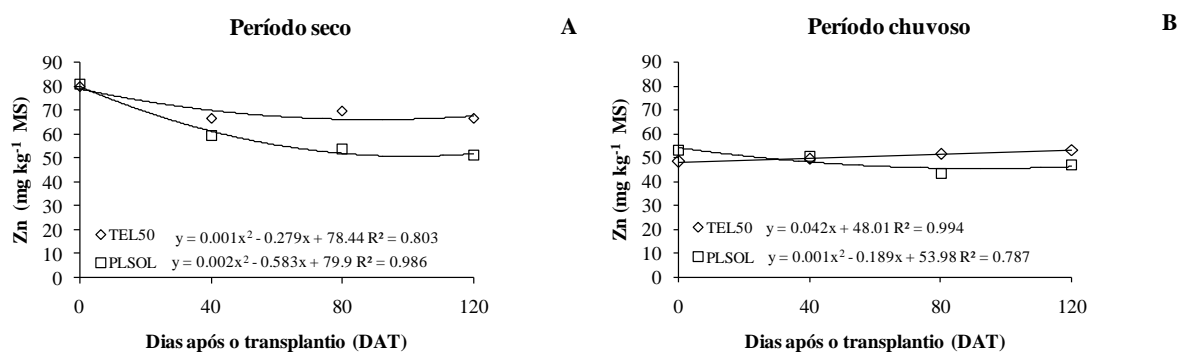 Período seco
A
Zn (mg kg⁻¹ MS)
90
80
70
60
50
40
30
20
10
0
TEL50 y = 0.001x² - 0.279x + 78.44 R² = 0.803
PLSOL y = 0.002x² - 0.583x + 79.9 R² = 0.986
0 40 80 120
Dias após o transplantio (DAT)
Período chuvoso
B
Zn (mg kg⁻¹ MS)
90
80
70
60
50
40
30
20
10
0
TEL50 y = 0.042x + 48.01 R² = 0.994
PLSOL y = 0.001x² - 0.189x + 53.98 R² = 0.787
0 40 80 120
Dias após o transplantio (DAT)